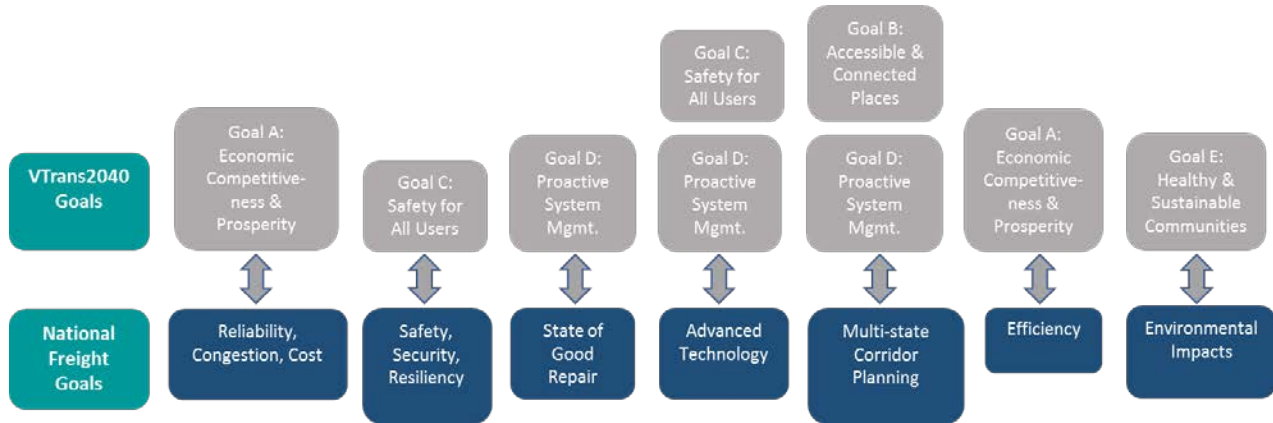 Goal C:
Safety for
All Users
Goal B:
Accessible &
Connected
Places
VTrans2040
Goals
Goal A:
Economic
Competitive-
ness &
Prosperity
Goal C:
Safety for
All Users
Goal D:
Proactive
System
Mgmt.
Goal D:
Proactive
System
Mgmt.
Goal D:
Proactive
System
Mgmt.
Goal A:
Economic
Competitive-
ness &
Prosperity
Goal E:
Healthy &
Sustainable
Communities
National
Freight
Goals
Reliability,
Congestion, Cost
Safety,
Security,
Resiliency
State of
Good
Repair
Advanced
Technology
Multi-state
Corridor
Planning
Efficiency
Environmental
Impacts